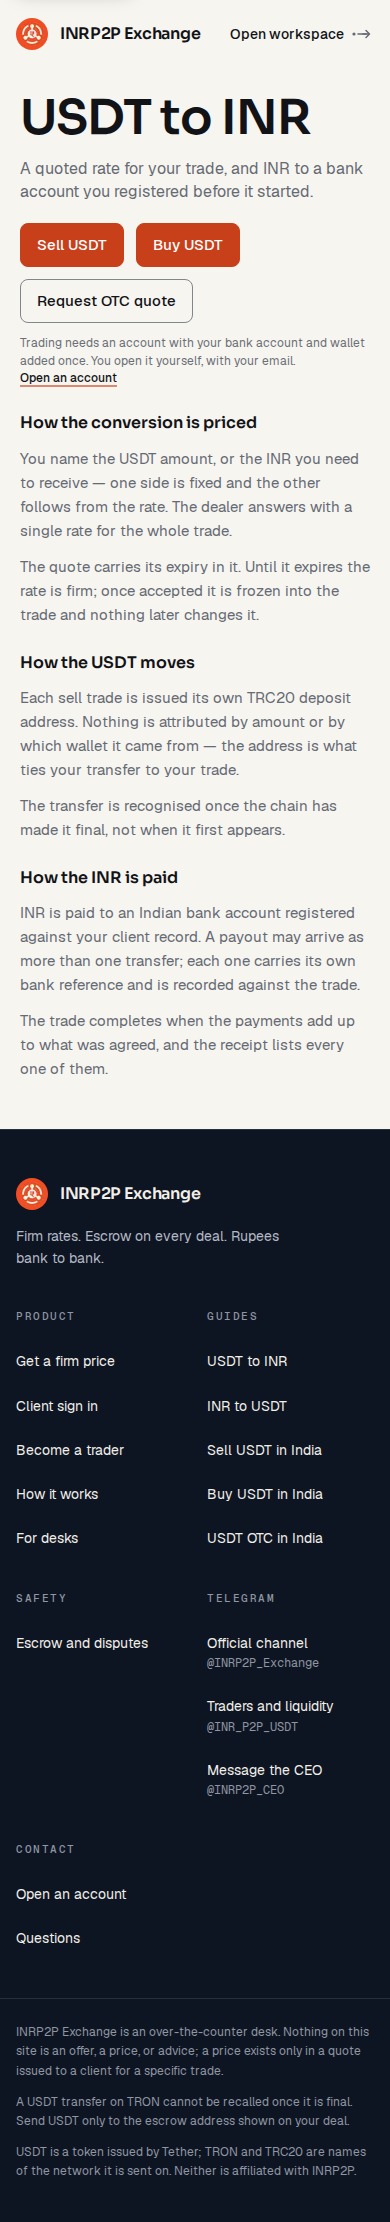 INRP2P Exchange
Open workspace
USDT to INR
A quoted rate for your trade, and INR to a bank
account you registered before it started.
Sell USDT
Buy USDT
Request OTC quote
Trading needs an account with your bank account and wallet
added once. You open it yourself, with your email.
Open an account
How the conversion is priced
You name the USDT amount, or the INR you need
to receive — one side is fixed and the other
follows from the rate. The dealer answers with a
single rate for the whole trade.
The quote carries its expiry in it. Until it expires the
rate is firm; once accepted it is frozen into the
trade and nothing later changes it.
How the USDT moves
Each sell trade is issued its own TRC20 deposit
address. Nothing is attributed by amount or by
which wallet it came from — the address is what
ties your transfer to your trade.
The transfer is recognised once the chain has
made it final, not when it first appears.
How the INR is paid
INR is paid to an Indian bank account registered
against your client record. A payout may arrive as
more than one transfer; each one carries its own
bank reference and is recorded against the trade.
The trade completes when the payments add up
to what was agreed, and the receipt lists every
one of them.
INRP2P Exchange
Firm rates. Escrow on every deal. Rupees
bank to bank.
PRODUCT
Get a firm price
Client sign in
Become a trader
How it works
For desks
GUIDES
USDT to INR
INR to USDT
Sell USDT in India
Buy USDT in India
USDT OTC in India
SAFETY
Escrow and disputes
TELEGRAM
Official channel
@INRP2P_Exchange
Traders and liquidity
@INR_P2P_USDT
Message the CEO
@INRP2P_CEO
CONTACT
Open an account
Questions
INRP2P Exchange is an over-the-counter desk. Nothing on this
site is an offer, a price, or advice; a price exists only in a quote
issued to a client for a specific trade.
A USDT transfer on TRON cannot be recalled once it is final.
Send USDT only to the escrow address shown on your deal.
USDT is a token issued by Tether; TRON and TRC20 are names
of the network it is sent on. Neither is affiliated with INRP2P.